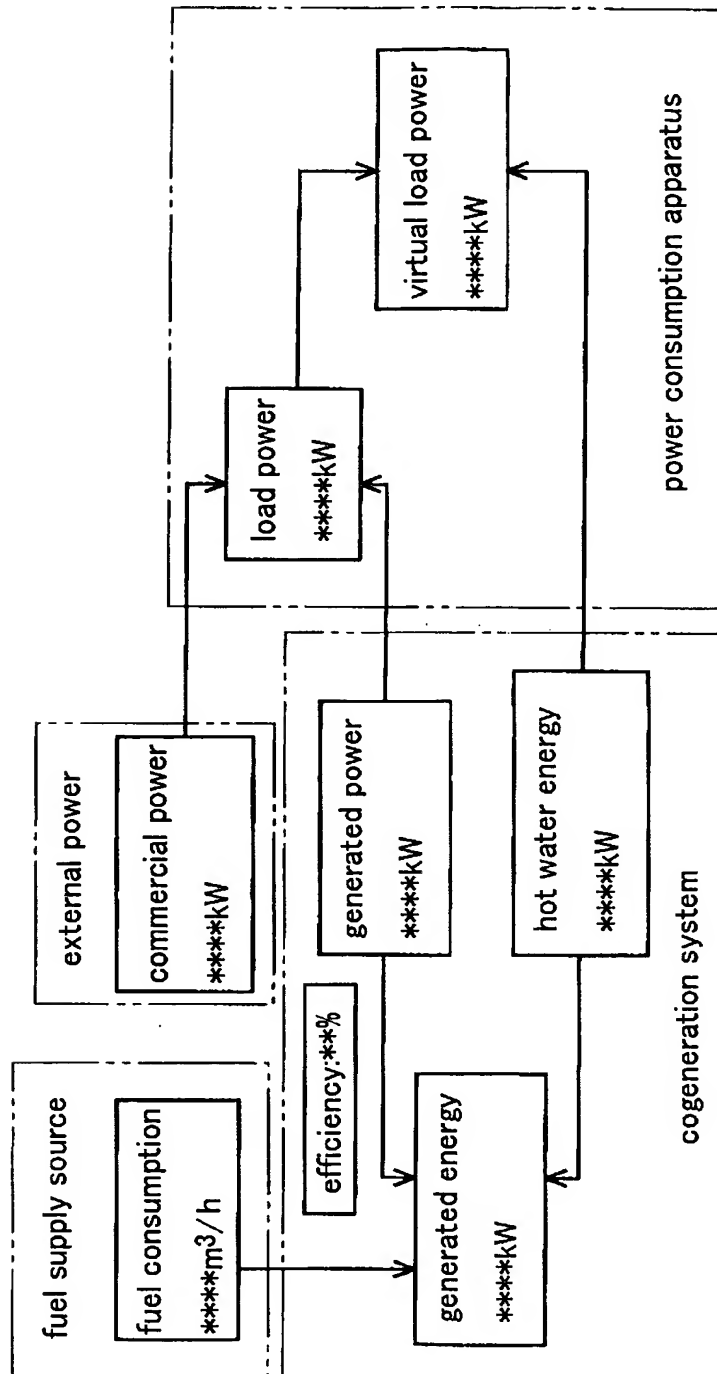 fuel supply source
fuel consumption
****m³/h
external power
commercial power
****kW
load power
****kW
virtual load power
****kW
power consumption apparatus
efficiency:**%
generated energy
****kW
generated power
****kW
hot water energy
****kW
cogeneration system